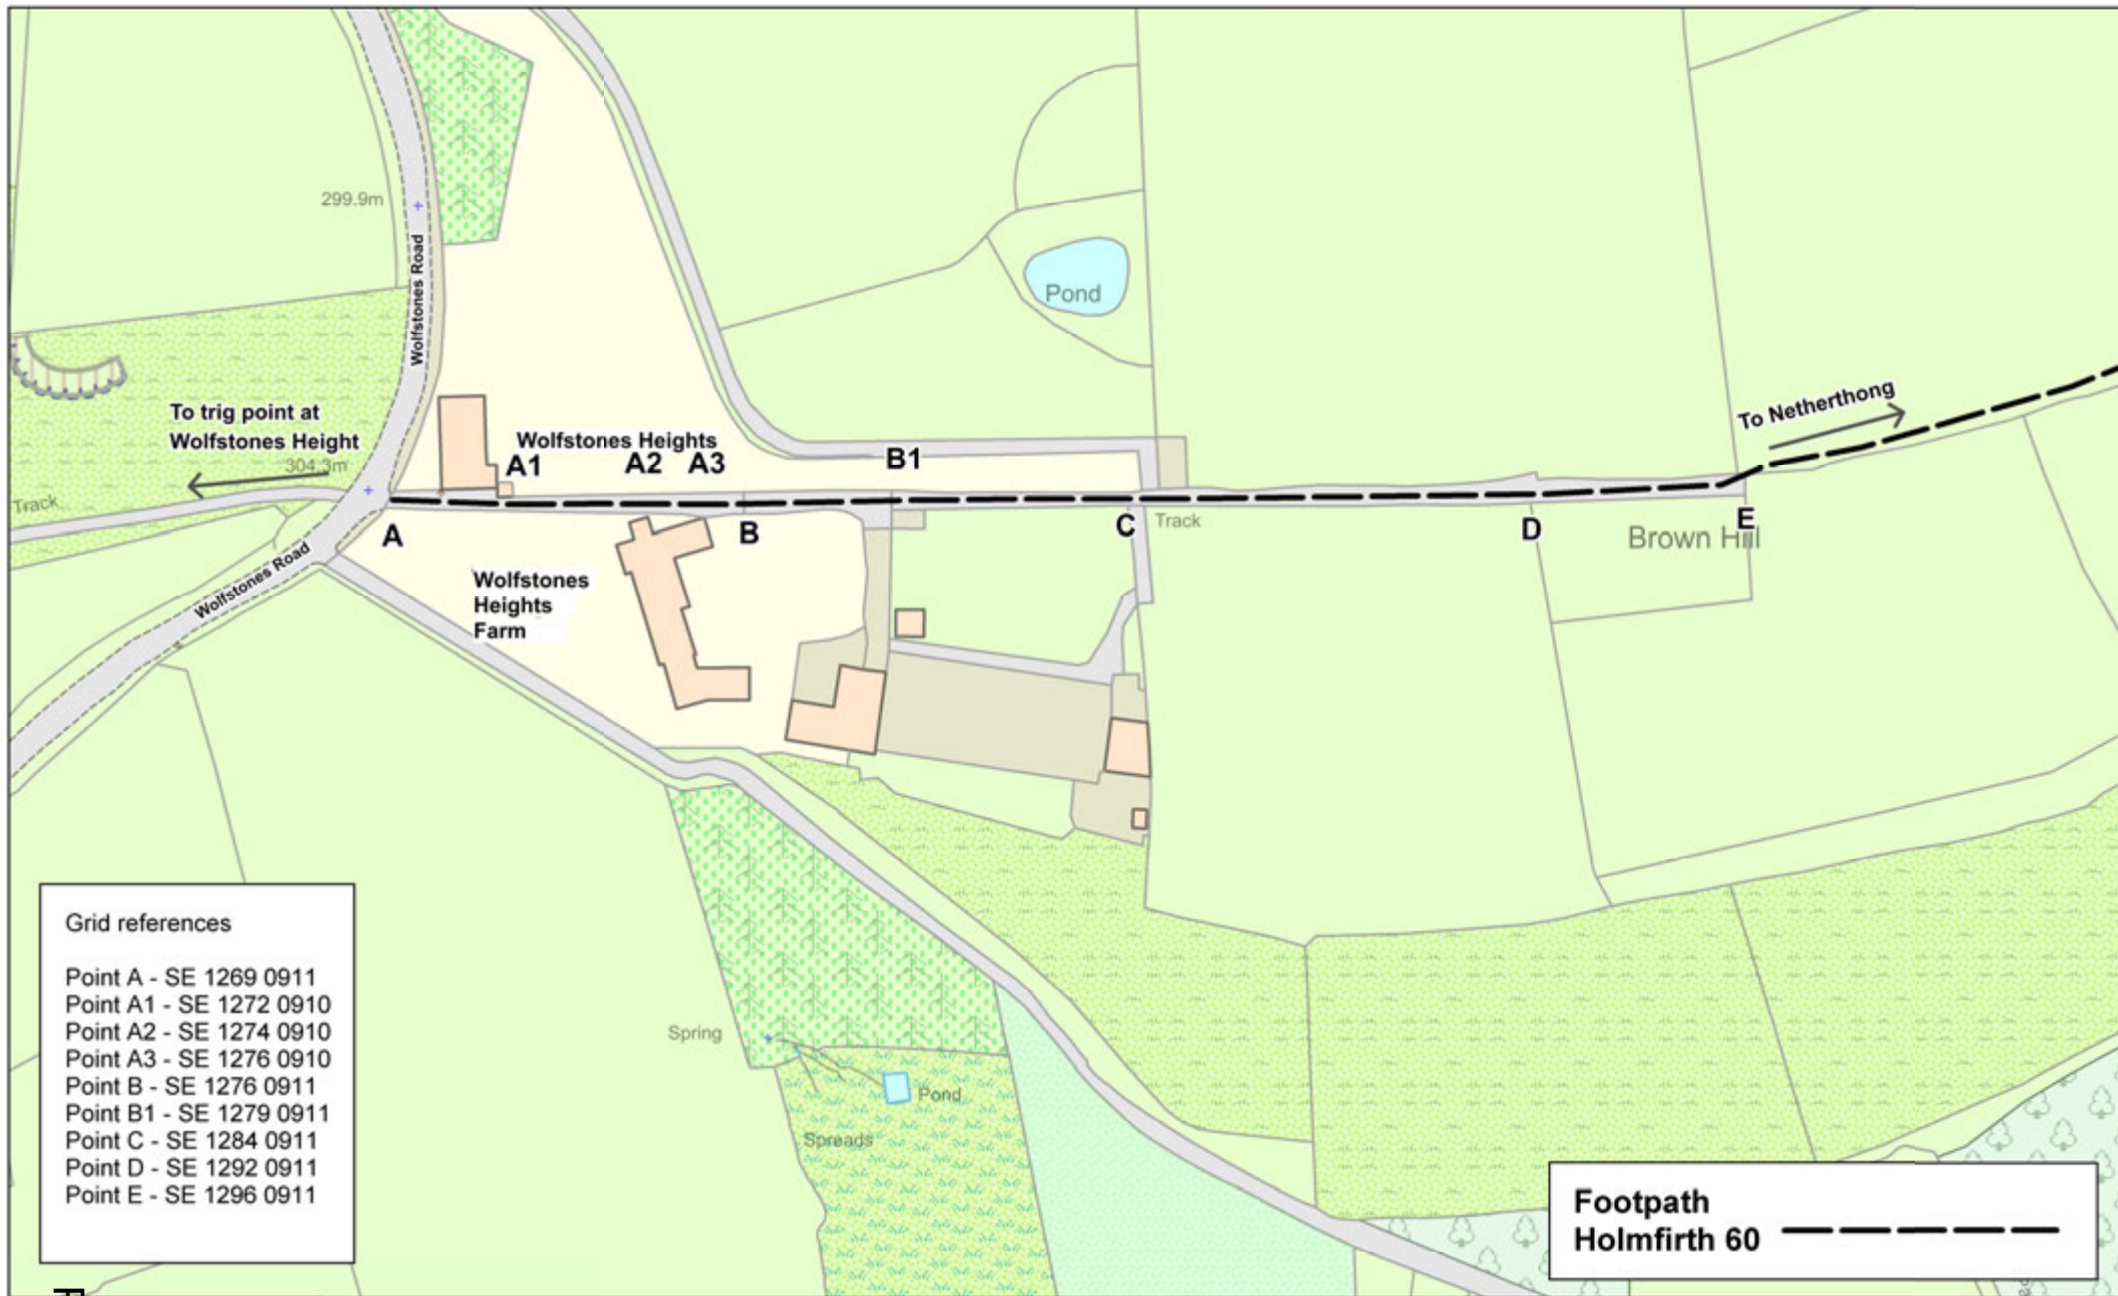 299.9m
Wolfstones Road
Pond
To trig point at
Wolfstones Height
304.3m
Track
Wolfstones Heights
A1
A2
A3
B1
To Netherthong
A
B
C
Track
D
E
Brown Hill
Wolfstones Road
Wolfstones
Heights
Farm
Grid references
Point A - SE 1269 0911
Point A1 - SE 1272 0910
Point A2 - SE 1274 0910
Point A3 - SE 1276 0910
Point B - SE 1276 0911
Point B1 - SE 1279 0911
Point C - SE 1284 0911
Point D - SE 1292 0911
Point E - SE 1296 0911
Spring
Pond
Spreads
Footpath
Holmfirth 60